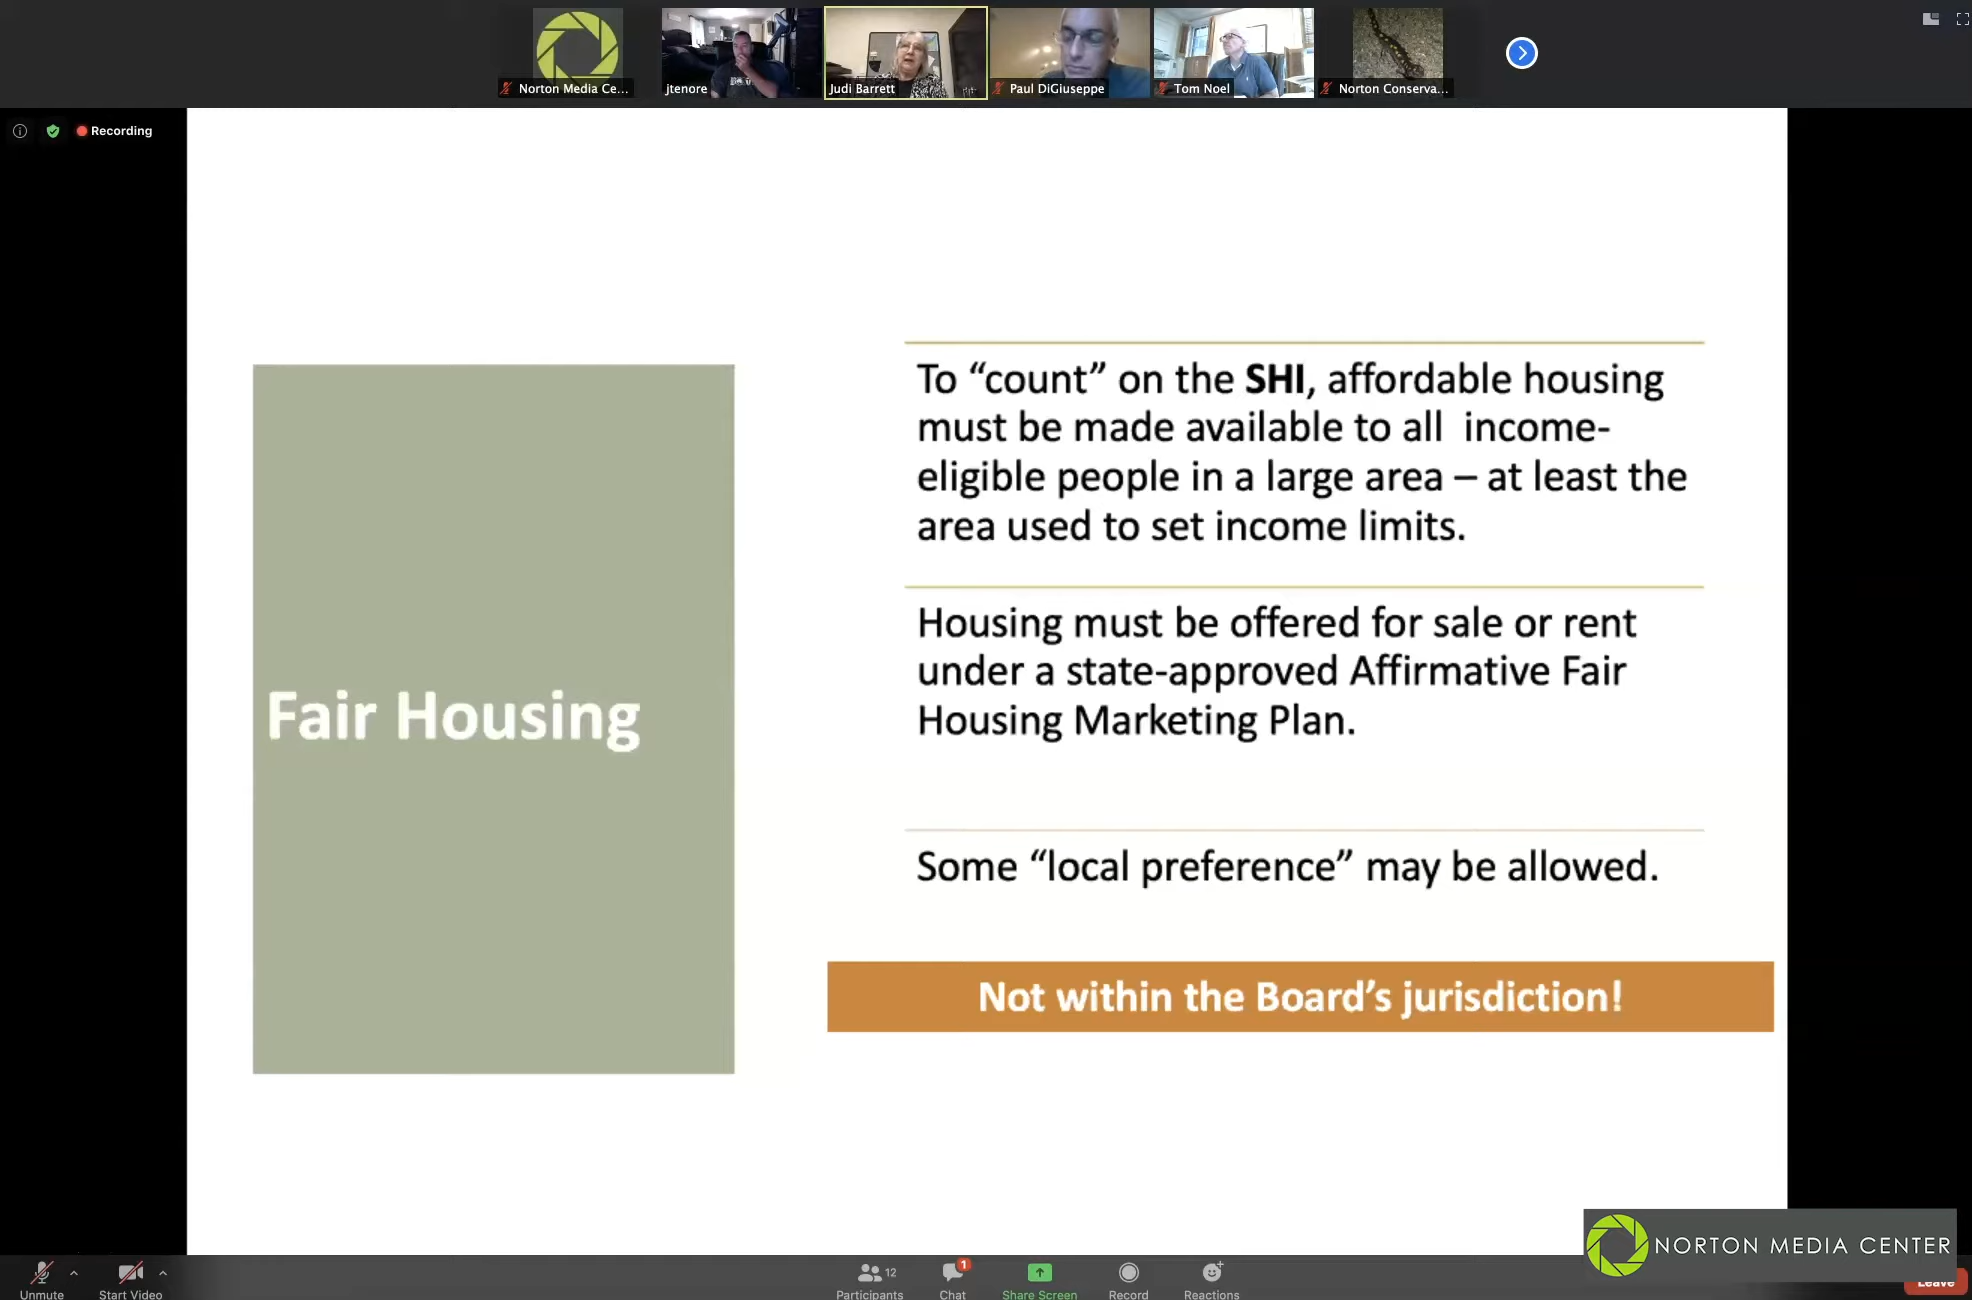 Norton Media Ce...
jtenore
Judi Barrett
Paul DiGiuseppe
Tom Noel
Norton Conserva...
Recording
To “count” on the SHI, affordable housing
must be made available to all income-
eligible people in a large area – at least the
area used to set income limits.
Fair Housing
Housing must be offered for sale or rent
under a state-approved Affirmative Fair
Housing Marketing Plan.
Some “local preference” may be allowed.
Not within the Board’s jurisdiction!
NORTON MEDIA CENTER
Unmute
Start Video
Participants
12
Chat
1
Share Screen
Record
Reactions
Leave